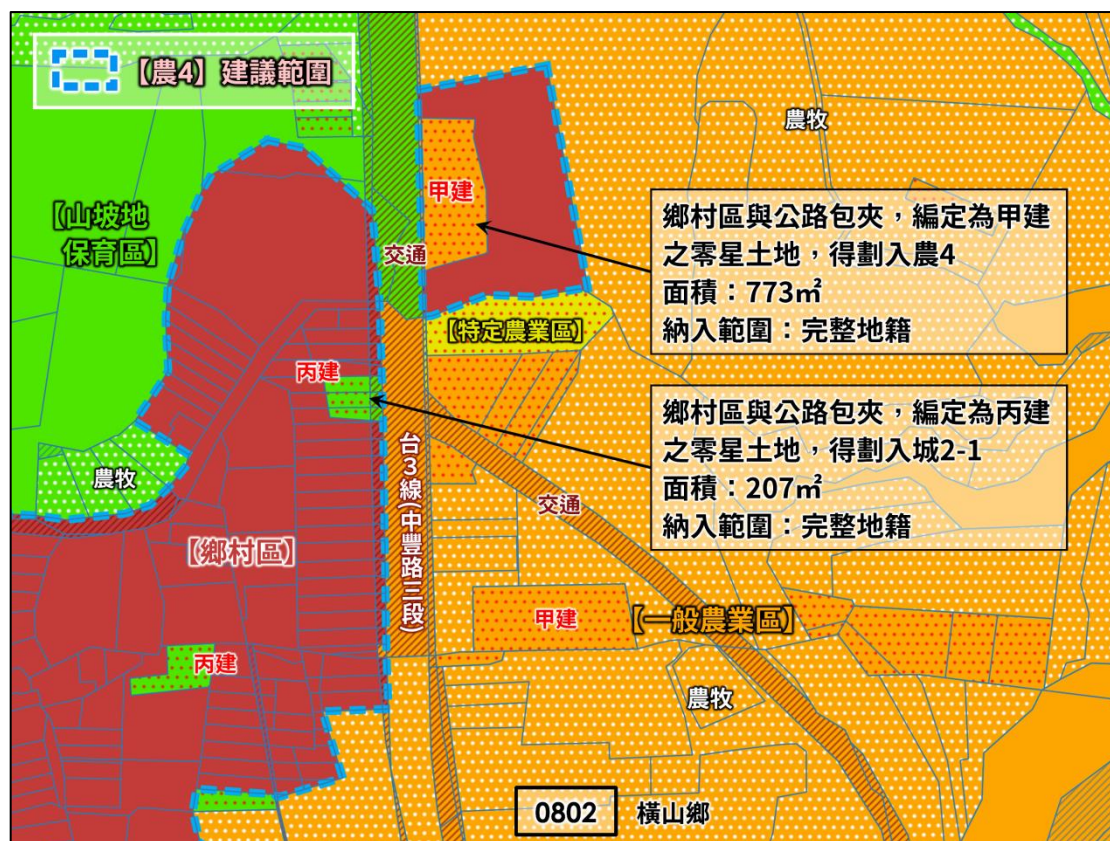 【農4】建議範圍
農牧
甲建
【山坡地
保育區】
交通
鄉村區與公路包夾，編定為甲建
之零星土地，得劃入農4
面積：773㎡
納入範圍：完整地籍
【特定農業區】
丙建
鄉村區與公路包夾，編定為丙建
之零星土地，得劃入城2-1
面積：207㎡
納入範圍：完整地籍
農牧
台3線(中豐路三段)
交通
【鄉村區】
甲建
【一般農業區】
丙建
農牧
0802
橫山鄉